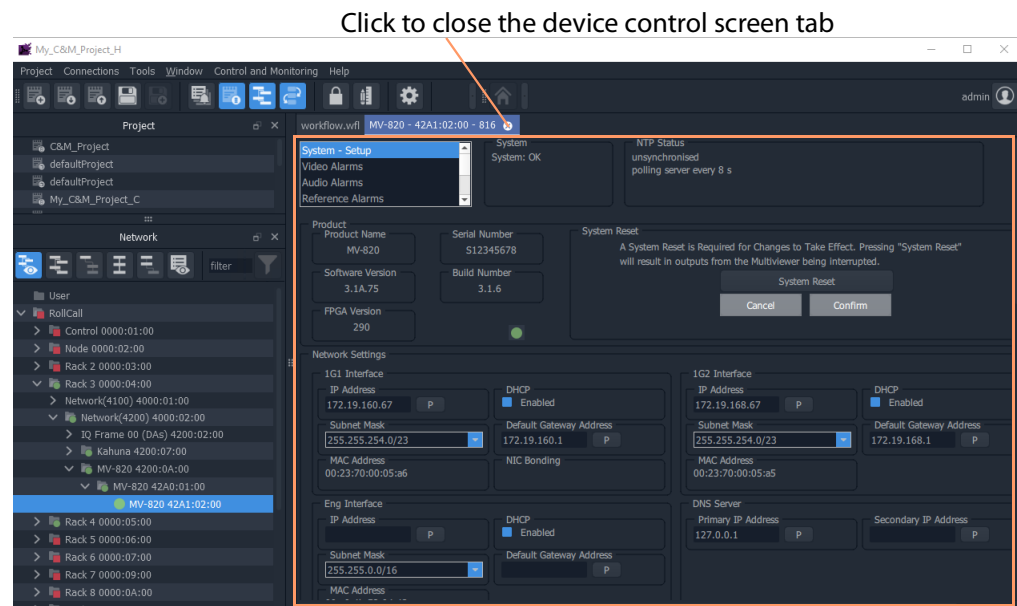 Click to close the device control screen tab
My_C&M_Project_H
Project Connections Tools Window Control and Monitoring Help
admin
Project
C&M_Project
defaultProject
defaultProject
My_C&M_Project_C
Network
filter
User
RollCall
Control 0000:01:00
Node 0000:02:00
Rack 2 0000:03:00
Rack 3 0000:04:00
Network(4100) 4000:01:00
Network(4200) 4000:02:00
IQ Frame 00 (DAs) 4200:02:00
Kahuna 4200:07:00
MV-820 4200:0A:00
MV-820 42A0:01:00
MV-820 42A1:02:00
Rack 4 0000:05:00
Rack 5 0000:06:00
Rack 6 0000:07:00
Rack 7 0000:09:00
Rack 8 0000:0A:00
workflow.wfl MV-820 - 42A1:02:00 - 816
System - Setup
Video Alarms
Audio Alarms
Reference Alarms
System
System: OK
NTP Status
unsynchronised
polling server every 8 s
Product
Product Name
MV-820
Serial Number
S12345678
Software Version
3.1A.75
Build Number
3.1.6
FPGA Version
290
System Reset
A System Reset is Required for Changes to Take Effect. Pressing "System Reset"
will result in outputs from the Multiviewer being interrupted.
System Reset
Cancel Confirm
Network Settings
1G1 Interface
IP Address
172.19.160.67 P
DHCP
Enabled
Subnet Mask
255.255.254.0/23
Default Gateway Address
172.19.160.1 P
MAC Address
00:23:70:00:05:a6
NIC Bonding
1G2 Interface
IP Address
172.19.168.67 P
DHCP
Enabled
Subnet Mask
255.255.254.0/23
Default Gateway Address
172.19.168.1 P
MAC Address
00:23:70:00:05:a5
Eng Interface
IP Address
P
DHCP
Enabled
Subnet Mask
255.255.0.0/16
Default Gateway Address
P
MAC Address
DNS Server
Primary IP Address
127.0.0.1 P
Secondary IP Address
P